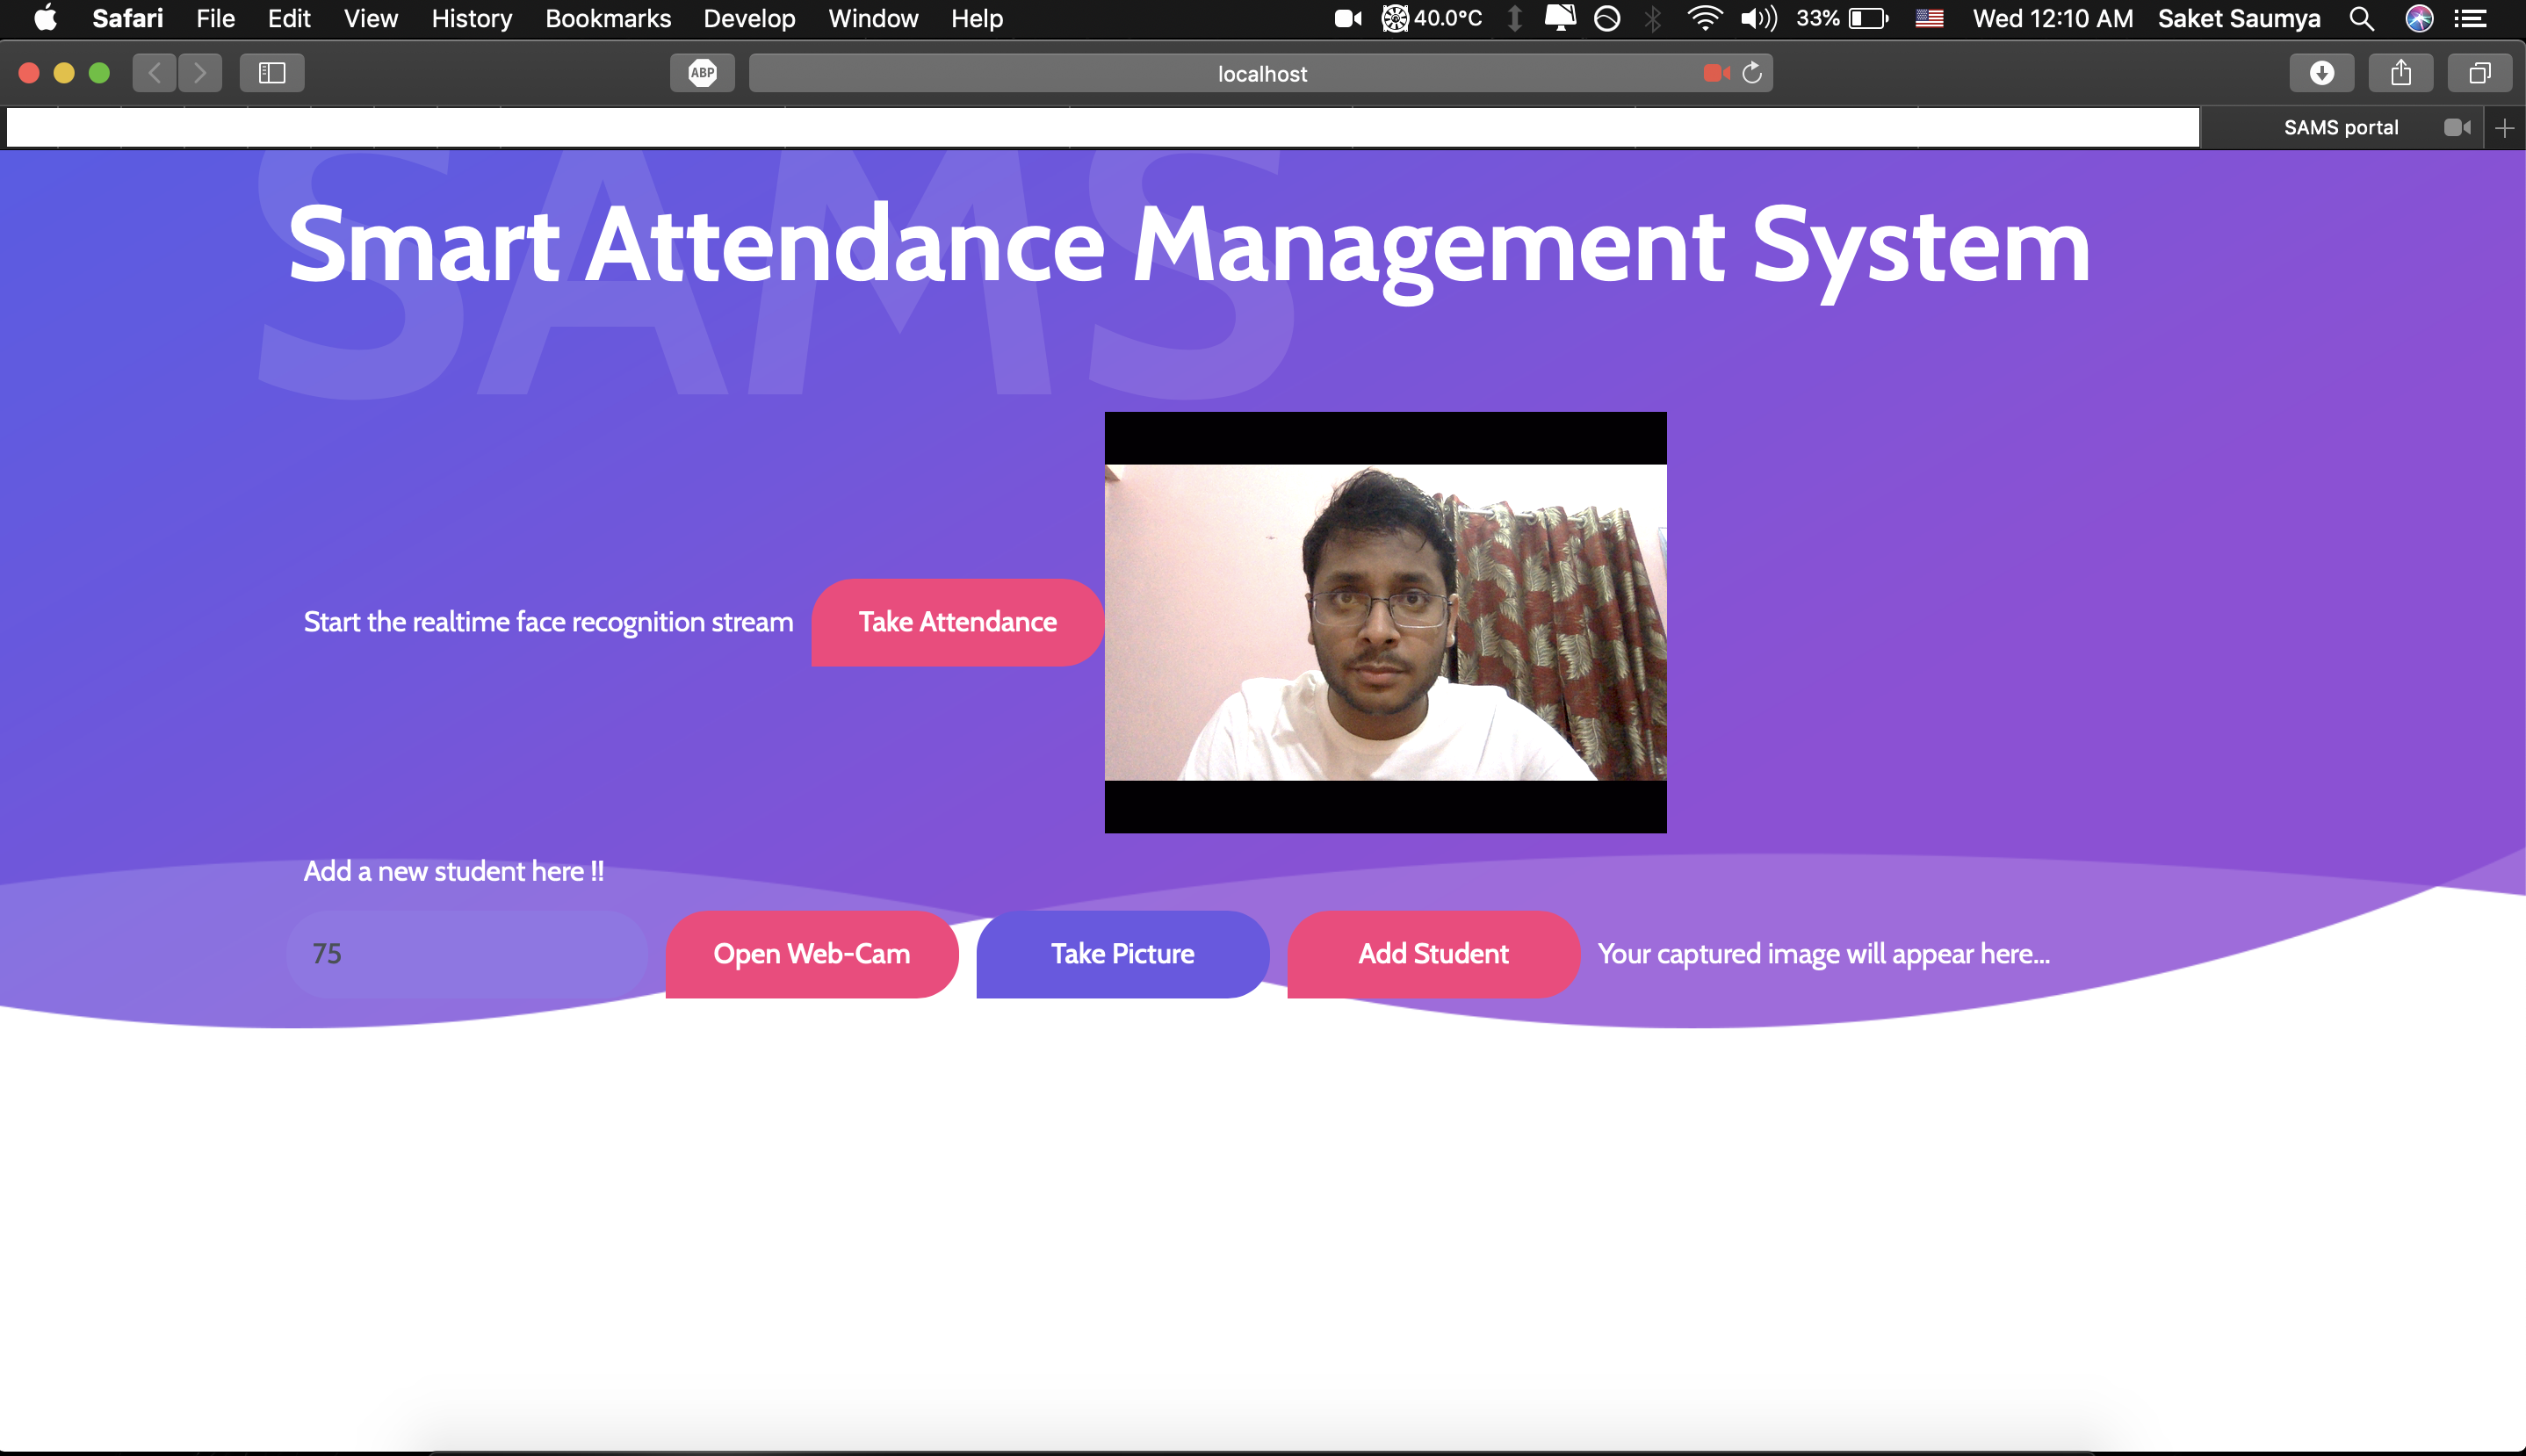 Safari File Edit View History Bookmarks Develop Window Help 40.0°C 33% Wed 12:10 AM Saket Saumya
ABP localhost
SAMS portal
SAMS
Smart Attendance Management System
Start the realtime face recognition stream Take Attendance
Add a new student here !!
75 Open Web-Cam Take Picture Add Student Your captured image will appear here...